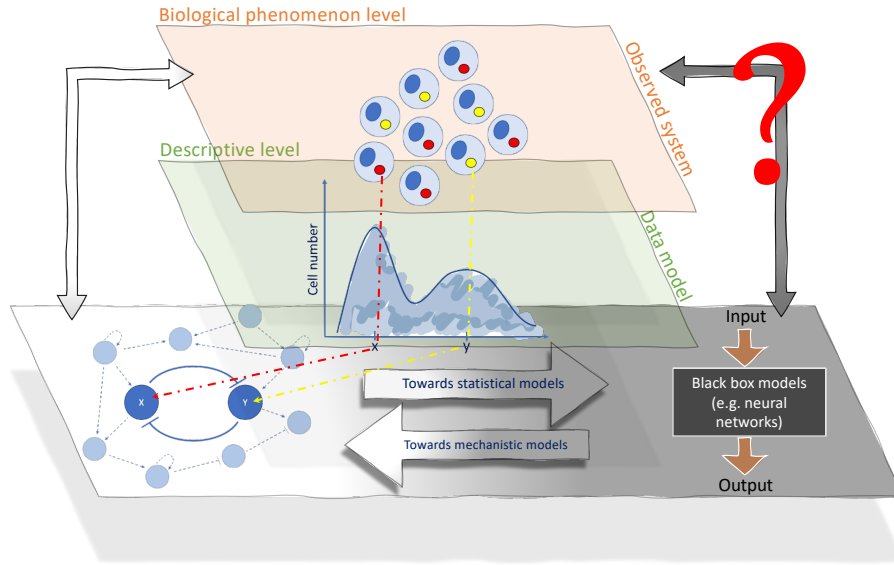 Biological phenomenon level
Observed system
?
Descriptive level
Data model
Cell number
x
y
Input
Towards statistical models
Black box models
(e.g. neural
networks)
X
Y
Towards mechanistic models
Output